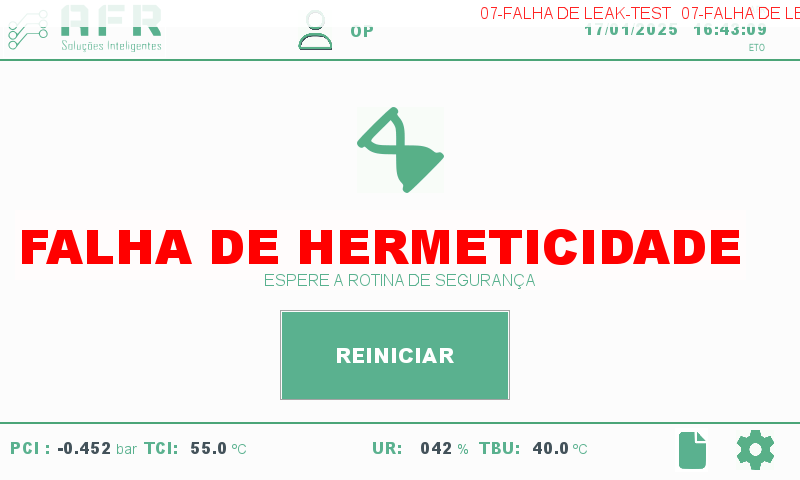 07-FALHA DE LEAK-TEST 07-FALHA DE LE
AFR
Soluções Inteligentes
OP
17/01/2025 16:43:09
ETO
FALHA DE HERMETICIDADE
ESPERE A ROTINA DE SEGURANÇA
REINICIAR
PCI : -0.452 bar TCI: 55.0 ºC UR: 042 % TBU: 40.0 ºC